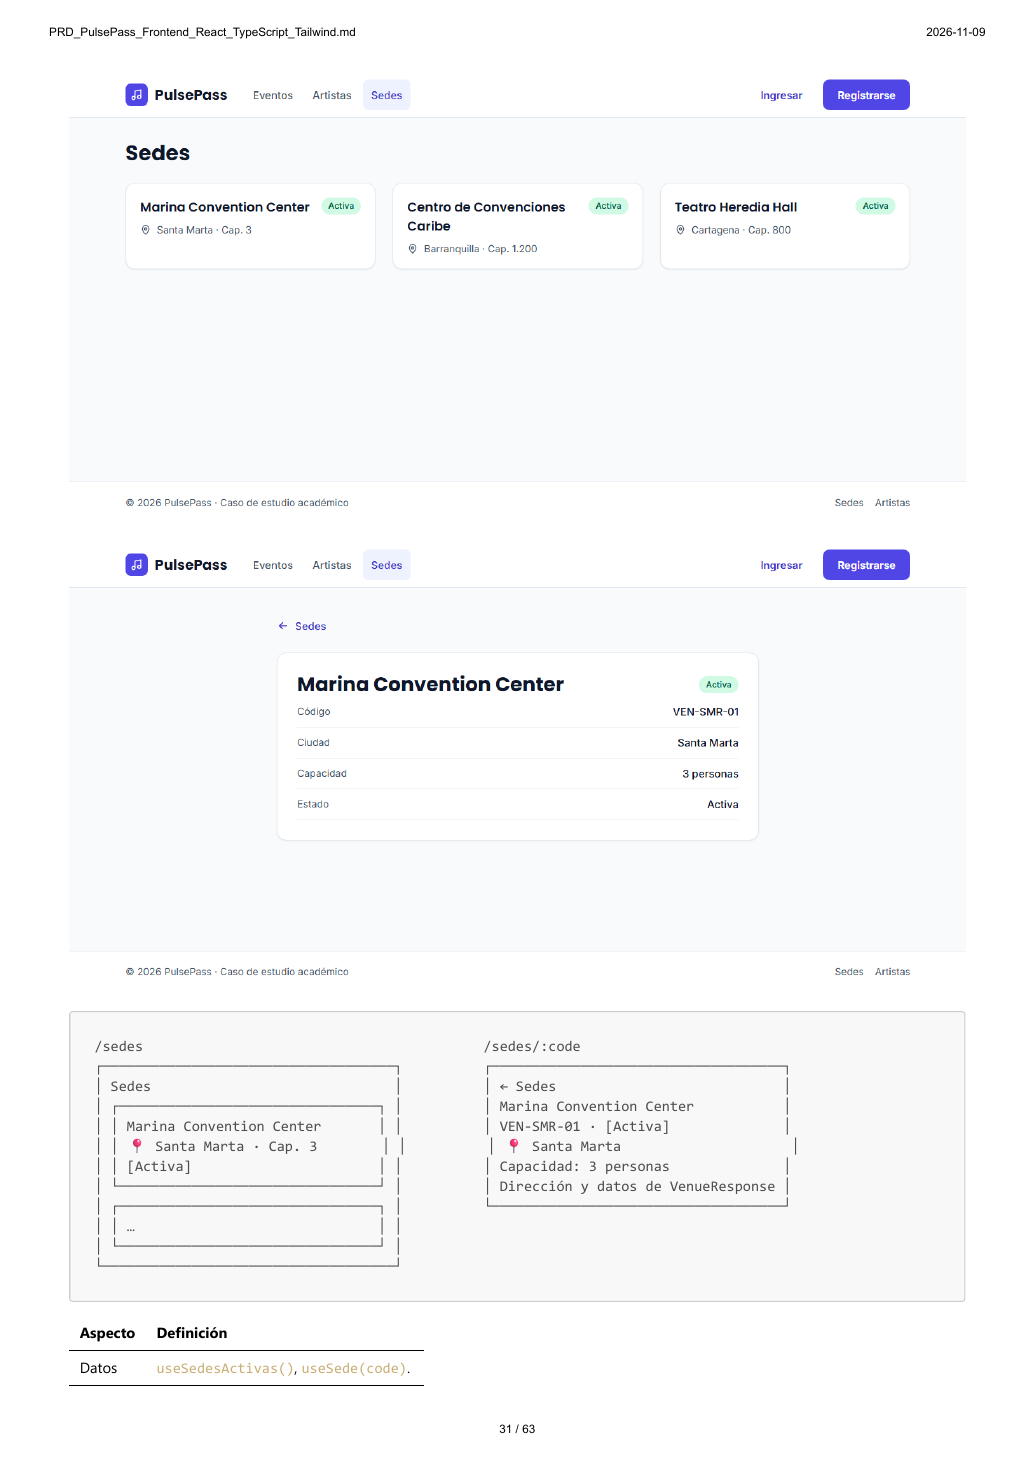 PRD_PulsePass_Frontend_React_TypeScript_Tailwind.md 2026-11-09
PulsePass Eventos Artistas Sedes Ingresar Registrarse
Sedes
Marina Convention Center Activa
Santa Marta · Cap. 3
Centro de Convenciones Caribe Activa
Barranquilla · Cap. 1.200
Teatro Heredia Hall Activa
Cartagena · Cap. 800
© 2026 PulsePass · Caso de estudio académico Sedes Artistas
PulsePass Eventos Artistas Sedes Ingresar Registrarse
← Sedes
Marina Convention Center Activa
Código VEN-SMR-01
Ciudad Santa Marta
Capacidad 3 personas
Estado Activa
© 2026 PulsePass · Caso de estudio académico Sedes Artistas
/sedes
Sedes
Marina Convention Center
📍 Santa Marta · Cap. 3
[Activa]
…
/sedes/:code
← Sedes
Marina Convention Center
VEN-SMR-01 · [Activa]
📍 Santa Marta
Capacidad: 3 personas
Dirección y datos de VenueResponse
Aspecto Definición
Datos useSedesActivas(), useSede(code).
31 / 63